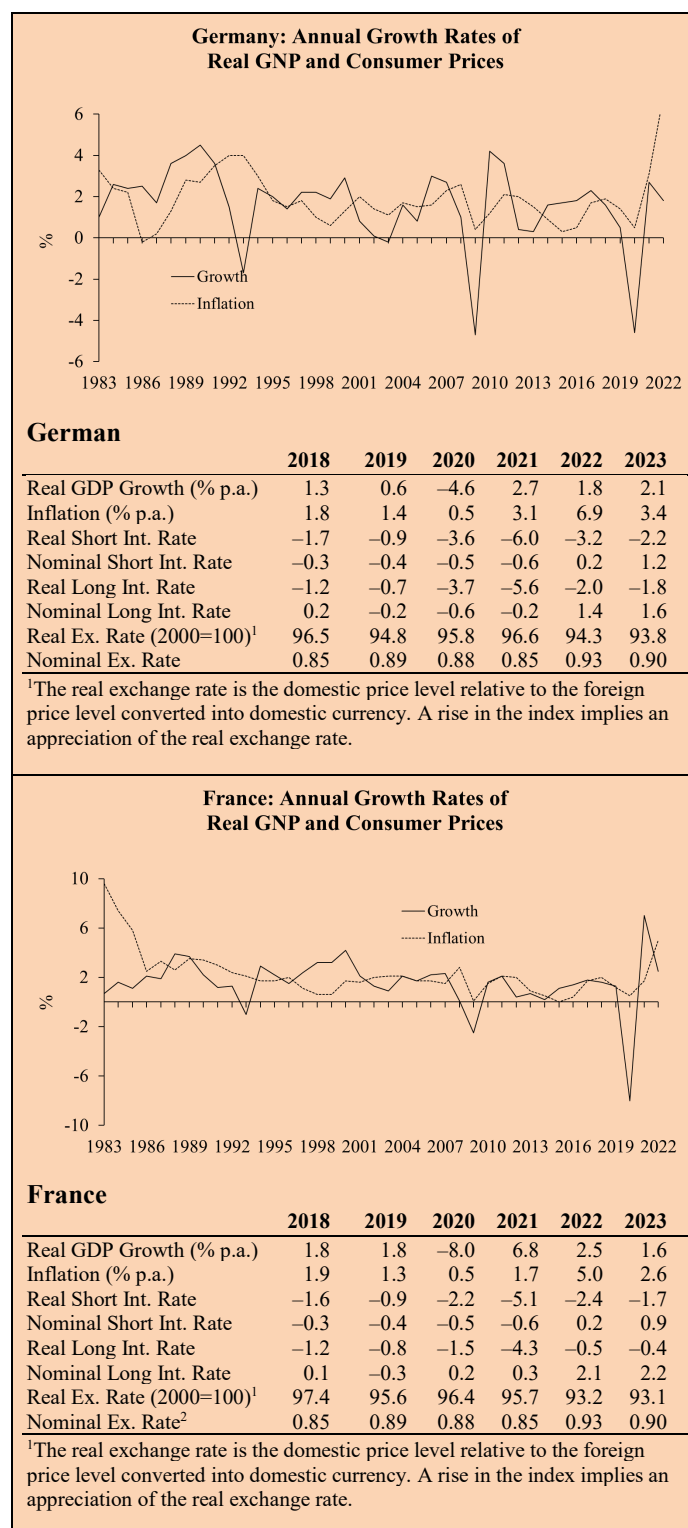 Germany: Annual Growth Rates of
Real GNP and Consumer Prices
6
4
2
0
-2
-4
-6
%
Growth
Inflation
1983 1986 1989 1992 1995 1998 2001 2004 2007 2010 2013 2016 2019 2022
German
2018 2019 2020 2021 2022 2023
Real GDP Growth (% p.a.) 1.3 0.6 –4.6 2.7 1.8 2.1
Inflation (% p.a.) 1.8 1.4 0.5 3.1 6.9 3.4
Real Short Int. Rate –1.7 –0.9 –3.6 –6.0 –3.2 –2.2
Nominal Short Int. Rate –0.3 –0.4 –0.5 –0.6 0.2 1.2
Real Long Int. Rate –1.2 –0.7 –3.7 –5.6 –2.0 –1.8
Nominal Long Int. Rate 0.2 –0.2 –0.6 –0.2 1.4 1.6
Real Ex. Rate (2000=100)¹ 96.5 94.8 95.8 96.6 94.3 93.8
Nominal Ex. Rate 0.85 0.89 0.88 0.85 0.93 0.90
¹The real exchange rate is the domestic price level relative to the foreign
price level converted into domestic currency. A rise in the index implies an
appreciation of the real exchange rate.
France: Annual Growth Rates of
Real GNP and Consumer Prices
10
6
2
-2
-6
-10
%
Growth
Inflation
1983 1986 1989 1992 1995 1998 2001 2004 2007 2010 2013 2016 2019 2022
France
2018 2019 2020 2021 2022 2023
Real GDP Growth (% p.a.) 1.8 1.8 –8.0 6.8 2.5 1.6
Inflation (% p.a.) 1.9 1.3 0.5 1.7 5.0 2.6
Real Short Int. Rate –1.6 –0.9 –2.2 –5.1 –2.4 –1.7
Nominal Short Int. Rate –0.3 –0.4 –0.5 –0.6 0.2 0.9
Real Long Int. Rate –1.2 –0.8 –1.5 –4.3 –0.5 –0.4
Nominal Long Int. Rate 0.1 –0.3 0.2 0.3 2.1 2.2
Real Ex. Rate (2000=100)¹ 97.4 95.6 96.4 95.7 93.2 93.1
Nominal Ex. Rate² 0.85 0.89 0.88 0.85 0.93 0.90
¹The real exchange rate is the domestic price level relative to the foreign
price level converted into domestic currency. A rise in the index implies an
appreciation of the real exchange rate.